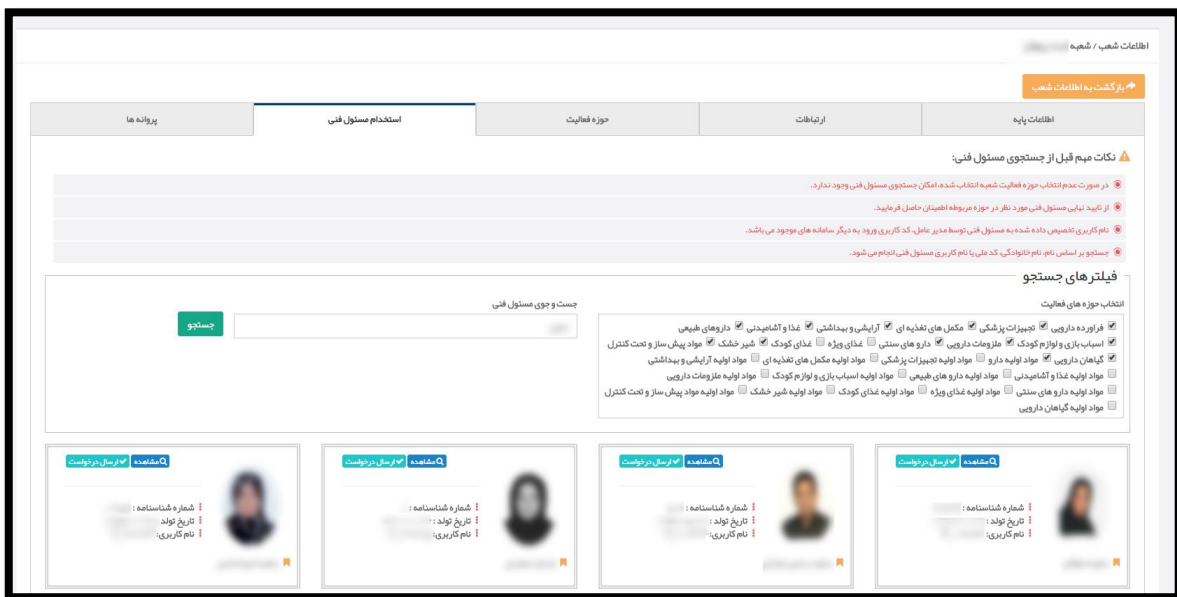 اطلاعات شعب / شعبه
بازگشت به اطلاعات شعب
اطلاعات پایه
ارتباطات
حوزه فعالیت
استخدام مسئول فنی
پروانه ها
نکات مهم قبل از جستجوی مسئول فنی:
در صورت عدم انتخاب حوزه فعالیت شعبه انتخاب شده، امکان جستجوی مسئول فنی وجود ندارد.
از تایید نهایی مسئول فنی مورد نظر در حوزه مربوطه اطمینان حاصل فرمایید.
نام کاربری تخصیص داده شده به مسئول فنی توسط مدیر عامل، کد کاربری ورود به دیگر سامانه های موجود می باشد.
جستجو بر اساس نام، نام خانوادگی، کد ملی یا نام کاربری مسئول فنی انجام می شود.
فیلترهای جستجو
انتخاب حوزه های فعالیت
فراورده دارویی تجهیزات پزشکی مکمل های تغذیه ای آرایشی و بهداشتی غذا و آشامیدنی داروهای طبیعی
اسباب بازی و لوازم کودک ملزومات دارویی دارو های سنتی غذای ویژه غذای کودک شیر خشک مواد پیش ساز و تحت کنترل
گیاهان دارویی مواد اولیه دارو مواد اولیه تجهیزات پزشکی مواد اولیه مکمل های تغذیه ای مواد اولیه آرایشی و بهداشتی
مواد اولیه غذا و آشامیدنی مواد اولیه دارو های طبیعی مواد اولیه اسباب بازی و لوازم کودک مواد اولیه ملزومات دارویی
مواد اولیه دارو های سنتی مواد اولیه غذای ویژه مواد اولیه غذای کودک مواد اولیه شیر خشک مواد اولیه مواد پیش ساز و تحت کنترل
مواد اولیه گیاهان دارویی
جست و جوی مسئول فنی
جستجو
مشاهده ارسال درخواست
شماره شناسنامه :
تاریخ تولد :
نام کاربری:
مشاهده ارسال درخواست
شماره شناسنامه :
تاریخ تولد :
نام کاربری:
مشاهده ارسال درخواست
شماره شناسنامه :
تاریخ تولد :
نام کاربری:
مشاهده ارسال درخواست
شماره شناسنامه :
تاریخ تولد
نام کاربری: